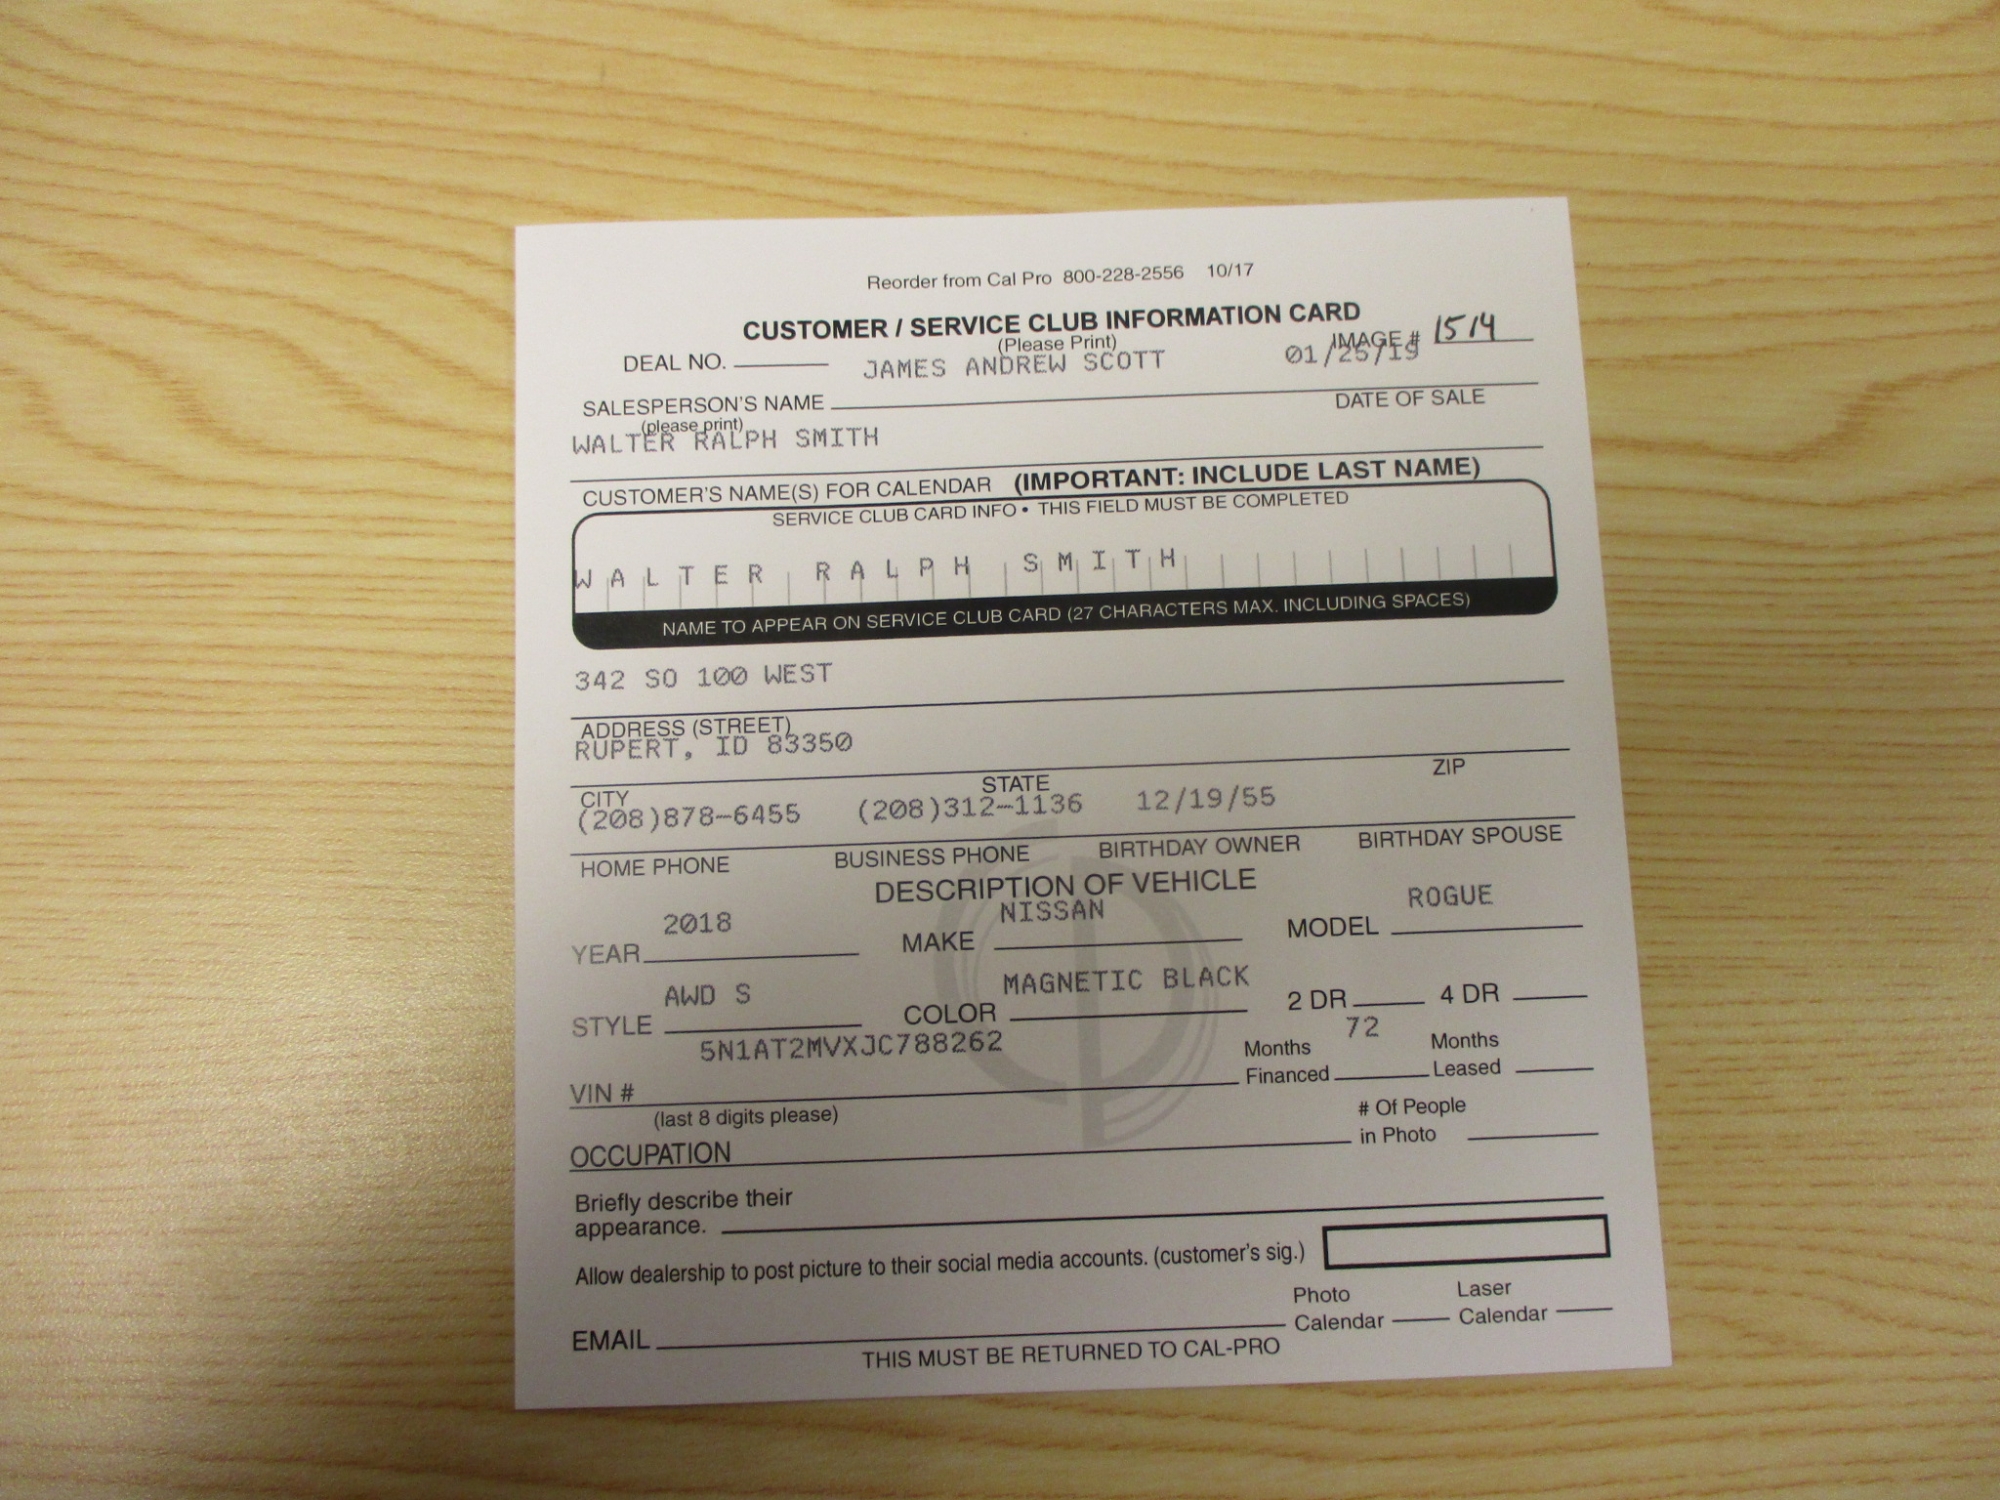 Reorder from Cal Pro 800-228-2556 10/17
CUSTOMER / SERVICE CLUB INFORMATION CARD
(Please Print)
IMAGE # 1514
DEAL NO. JAMES ANDREW SCOTT 01/25/19
SALESPERSON'S NAME DATE OF SALE
(please print)
WALTER RALPH SMITH
CUSTOMER'S NAME(S) FOR CALENDAR (IMPORTANT: INCLUDE LAST NAME)
SERVICE CLUB CARD INFO • THIS FIELD MUST BE COMPLETED
WALTER RALPH SMITH
NAME TO APPEAR ON SERVICE CLUB CARD (27 CHARACTERS MAX. INCLUDING SPACES)
342 SO 100 WEST
ADDRESS (STREET)
RUPERT, ID 83350
CITY STATE ZIP
(208)878-6455 (208)312-1136 12/19/55
HOME PHONE BUSINESS PHONE BIRTHDAY OWNER BIRTHDAY SPOUSE
DESCRIPTION OF VEHICLE
2018 NISSAN ROGUE
YEAR MAKE MODEL
AWD S MAGNETIC BLACK
STYLE COLOR 2 DR 4 DR
5N1AT2MVXJC788262 72
Months Months
VIN # Financed Leased
(last 8 digits please)
# Of People
OCCUPATION in Photo
Briefly describe their
appearance.
Allow dealership to post picture to their social media accounts. (customer's sig.)
Photo Laser
EMAIL Calendar Calendar
THIS MUST BE RETURNED TO CAL-PRO